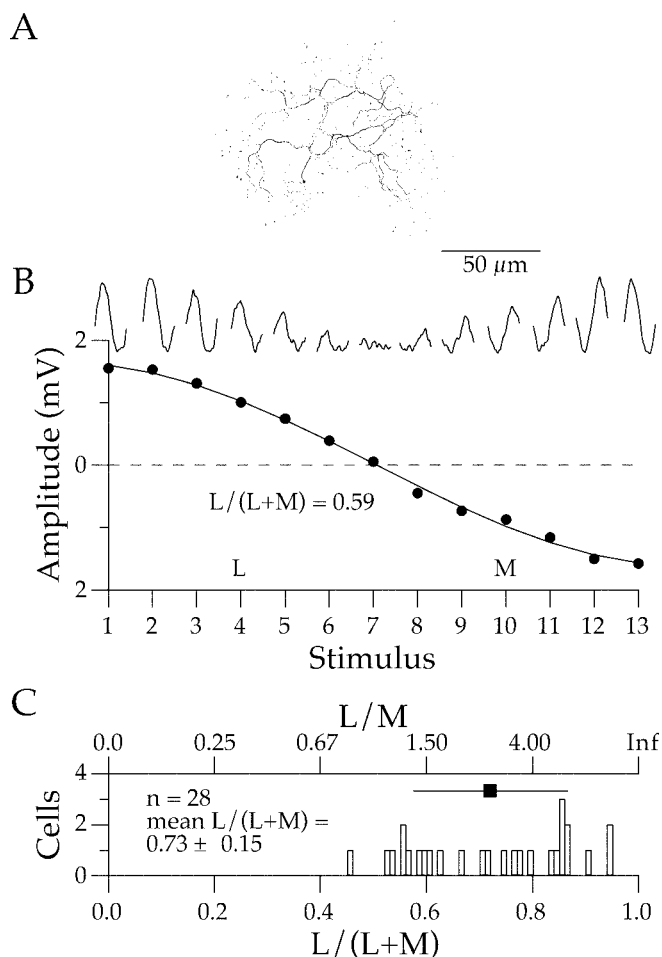 A
50 µm
B
2
0
2
Amplitude (mV)
L/(L+M) = 0.59
L
M
1 2 3 4 5 6 7 8 9 10 11 12 13
Stimulus
C
L/M
0.0 0.25 0.67 1.50 4.00 Inf
4
2
0
Cells
n = 28
mean L/(L+M) =
0.73 ± 0.15
0.0 0.2 0.4 0.6 0.8 1.0
L/(L+M)